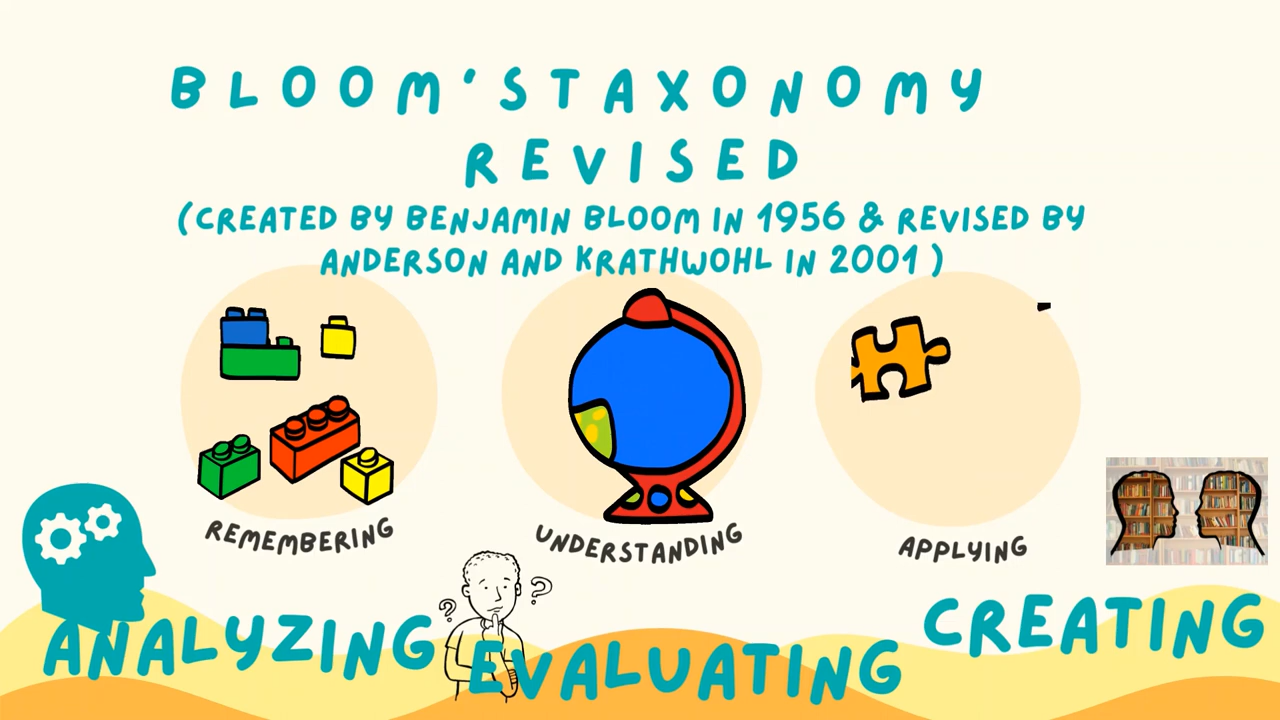 BLOOM'S TAXONOMY
REVISED
(CREATED BY BENJAMIN BLOOM IN 1956 & REVISED BY
ANDERSON AND KRATHWOHL IN 2001 )
REMEMBERING
UNDERSTANDING
APPLYING
ANALYZING
EVALUATING
CREATING
? ?